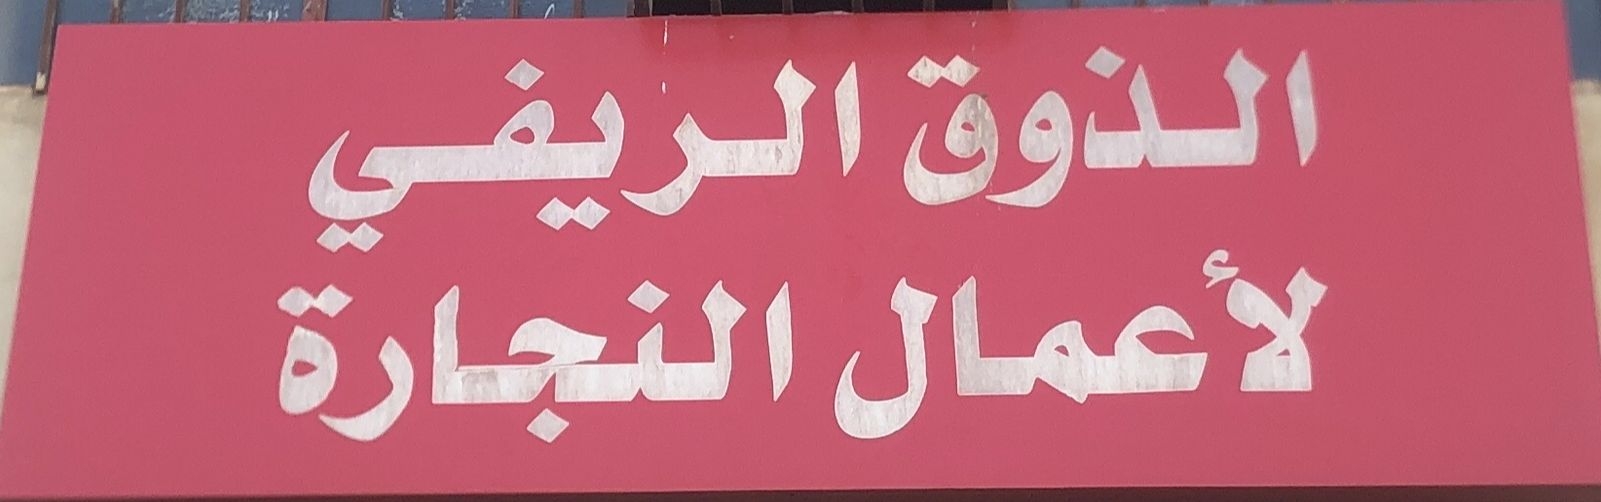 الذوق الريفي
لأعمال النجارة